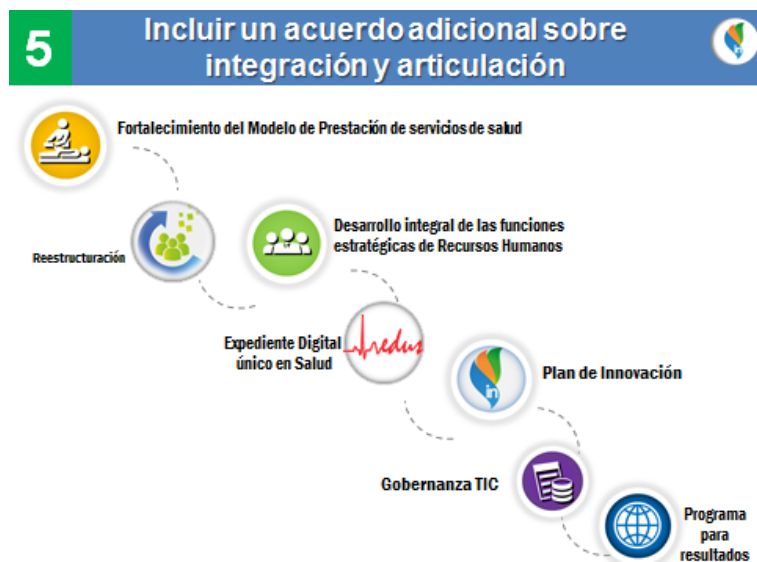 5
Incluir un acuerdo adicional sobre
integración y articulación
in
Fortalecimiento del Modelo de Prestación de servicios de salud
Reestructuración
Desarrollo integral de las funciones
estratégicas de Recursos Humanos
Expediente Digital
único en Salud
edus
in
Plan de Innovación
Gobernanza TIC
Programa
para
resultados